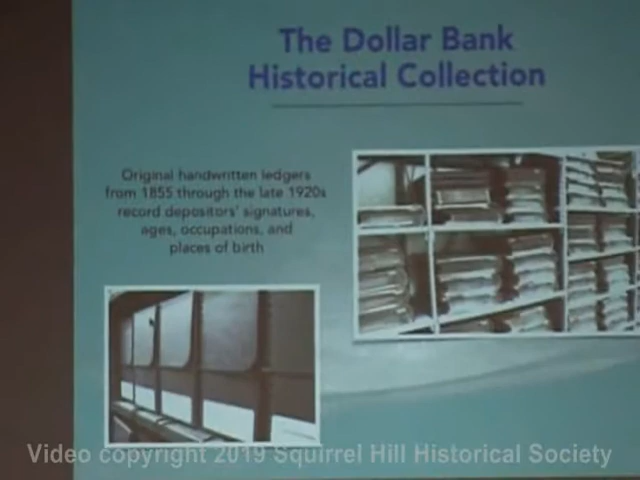 The Dollar Bank
Historical Collection
Original handwritten ledgers
from 1855 through the late 1920s
record depositors' signatures,
ages, occupations, and
places of birth
Video copyright 2019 Squirrel Hill Historical Society